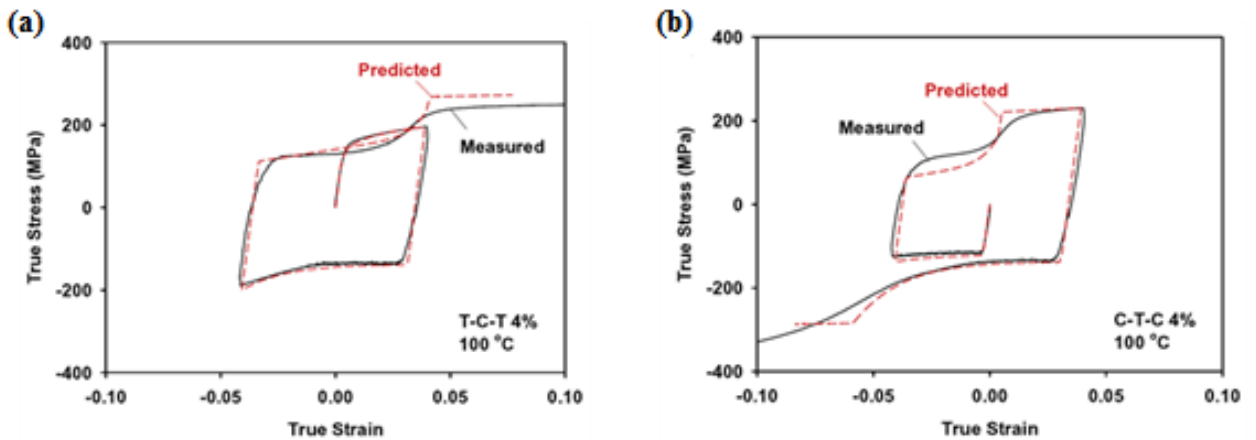 (a)
400
200
0
-200
-400
True Stress (MPa)
Predicted
Measured
T-C-T 4%
100 °C
-0.10
-0.05
0.00
0.05
0.10
True Strain
(b)
400
200
0
-200
-400
True Stress (MPa)
Predicted
Measured
C-T-C 4%
100 °C
-0.10
-0.05
0.00
0.05
0.10
True Strain